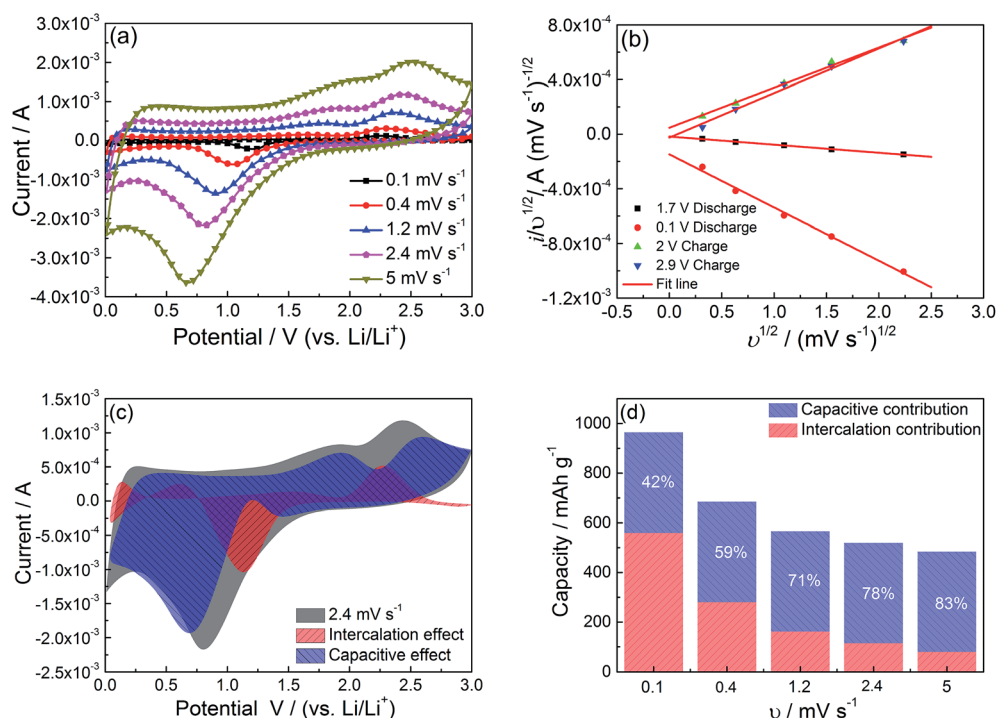 (a)
3.0x10⁻³
2.0x10⁻³
1.0x10⁻³
0.0
-1.0x10⁻³
-2.0x10⁻³
-3.0x10⁻³
-4.0x10⁻³
Current / A
0.1 mV s⁻¹
0.4 mV s⁻¹
1.2 mV s⁻¹
2.4 mV s⁻¹
5 mV s⁻¹
0.0 0.5 1.0 1.5 2.0 2.5 3.0
Potential / V (vs. Li/Li⁺)
(b)
8.0x10⁻⁴
4.0x10⁻⁴
0.0
-4.0x10⁻⁴
-8.0x10⁻⁴
-1.2x10⁻³
i/υ^1/2/ A (mV s⁻¹)^-1/2
1.7 V Discharge
0.1 V Discharge
2 V Charge
2.9 V Charge
Fit line
-0.5 0.0 0.5 1.0 1.5 2.0 2.5 3.0
υ^1/2 / (mV s⁻¹)^1/2
(c)
1.5x10⁻³
1.0x10⁻³
5.0x10⁻⁴
0.0
-5.0x10⁻⁴
-1.0x10⁻³
-1.5x10⁻³
-2.0x10⁻³
-2.5x10⁻³
Current / A
2.4 mV s⁻¹
Intercalation effect
Capacitive effect
0.0 0.5 1.0 1.5 2.0 2.5 3.0
Potential V / (vs. Li/Li⁺)
(d)
Capacitive contribution
Intercalation contribution
1000
800
600
400
200
0
Capacity / mAh g⁻¹
42%
59%
71%
78%
83%
0.1 0.4 1.2 2.4 5
υ / mV s⁻¹